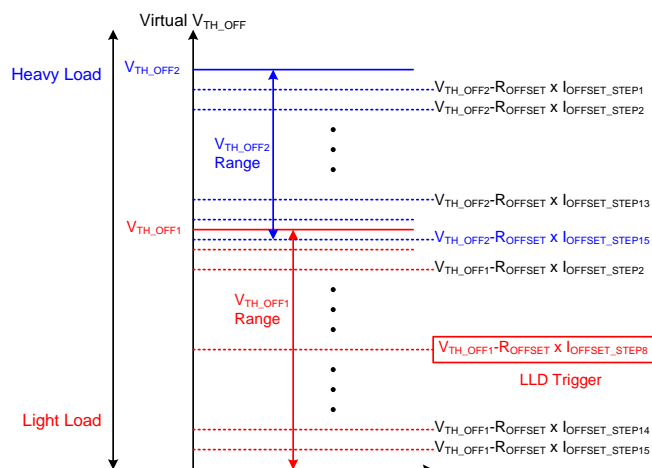 Virtual VTH_OFF
Heavy Load
VTH_OFF2
VTH_OFF2-ROFFSET x IOFFSET_STEP1
VTH_OFF2-ROFFSET x IOFFSET_STEP2
VTH_OFF2
Range
VTH_OFF2-ROFFSET x IOFFSET_STEP13
VTH_OFF1
VTH_OFF2-ROFFSET x IOFFSET_STEP15
VTH_OFF1-ROFFSET x IOFFSET_STEP2
VTH_OFF1
Range
VTH_OFF1-ROFFSET x IOFFSET_STEP8
LLD Trigger
Light Load
VTH_OFF1-ROFFSET x IOFFSET_STEP14
VTH_OFF1-ROFFSET x IOFFSET_STEP15